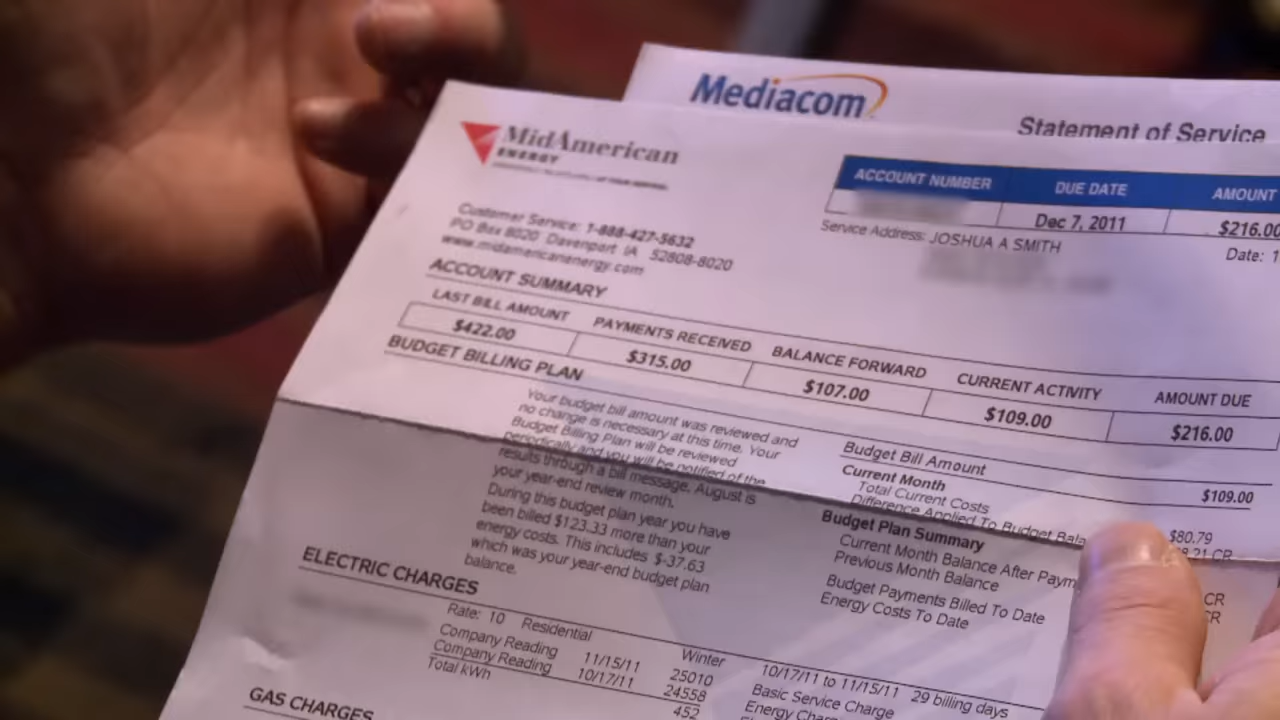 Mediacom
Statement of Service
MidAmerican
ENERGY
ACCOUNT NUMBER DUE DATE AMOUNT
Dec 7, 2011 $216.00
Service Address: JOSHUA A SMITH
Date: 1
Customer Service: 1-888-427-5632
PO Box 8020 Davenport IA 52808-8020
www.midamericanenergy.com
ACCOUNT SUMMARY
LAST BILL AMOUNT PAYMENTS RECEIVED BALANCE FORWARD CURRENT ACTIVITY AMOUNT DUE
$422.00 $315.00 $107.00 $109.00 $216.00
BUDGET BILLING PLAN
Your budget bill amount was reviewed and
no change is necessary at this time. Your
Budget Billing Plan will be reviewed
periodically and you will be notified of the
results through a bill message. August is
your year-end review month.
During this budget plan year you have
been billed $123.33 more than your
energy costs. This includes $-37.63
which was your year-end budget plan
balance.
Budget Bill Amount $109.00
Current Month
Total Current Costs $80.79
Difference Applied To Budget Bala 8.21 CR
Budget Plan Summary
Current Month Balance After Paym CR
Previous Month Balance CR
Budget Payments Billed To Date
Energy Costs To Date
ELECTRIC CHARGES
Rate: 10 Residential Winter 10/17/11 to 11/15/11 29 billing days
Company Reading 11/15/11 25010 Basic Service Charge
Company Reading 10/17/11 24558 Energy Char
Total kWh 452
GAS CHARGES